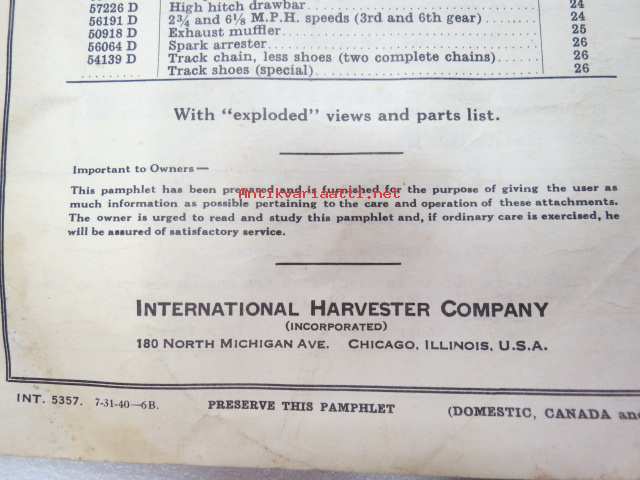 57226 D High hitch drawbar 24
56191 D 2¾ and 6⅛ M.P.H. speeds (3rd and 6th gear) 24
50918 D Exhaust muffler 25
56064 D Spark arrester 26
54139 D Track chain, less shoes (two complete chains) 26
Track shoes (special) 26
With "exploded" views and parts list.
Important to Owners—
This pamphlet has been prepared and is furnished for the purpose of giving the user as
much information as possible pertaining to the care and operation of these attachments.
The owner is urged to read and study this pamphlet and, if ordinary care is exercised, he
will be assured of satisfactory service.
Antikvariaatti.net
INTERNATIONAL HARVESTER COMPANY
(INCORPORATED)
180 NORTH MICHIGAN AVE. CHICAGO, ILLINOIS, U.S.A.
INT. 5357. 7-31-40—6B. PRESERVE THIS PAMPHLET (DOMESTIC, CANADA and